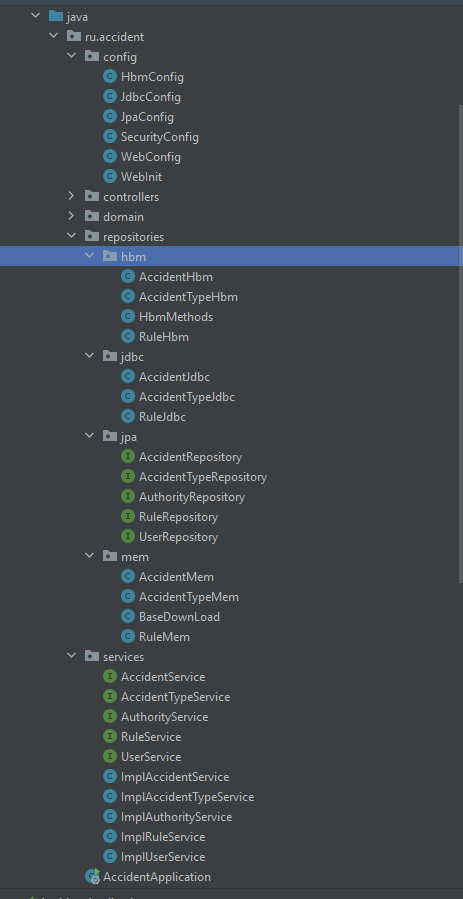 java
ru.accident
config
HbmConfig
JdbcConfig
JpaConfig
SecurityConfig
WebConfig
WebInit
controllers
domain
repositories
hbm
AccidentHbm
AccidentTypeHbm
HbmMethods
RuleHbm
jdbc
AccidentJdbc
AccidentTypeJdbc
RuleJdbc
jpa
AccidentRepository
AccidentTypeRepository
AuthorityRepository
RuleRepository
UserRepository
mem
AccidentMem
AccidentTypeMem
BaseDownLoad
RuleMem
services
AccidentService
AccidentTypeService
AuthorityService
RuleService
UserService
ImplAccidentService
ImplAccidentTypeService
ImplAuthorityService
ImplRuleService
ImplUserService
AccidentApplication